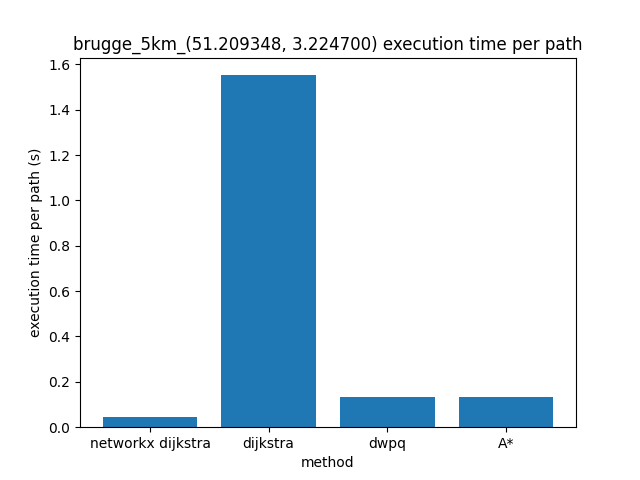 brugge_5km_(51.209348, 3.224700) execution time per path
execution time per path (s)
1.6
1.4
1.2
1.0
0.8
0.6
0.4
0.2
0.0
networkx dijkstra
dijkstra
dwpq
A*
method